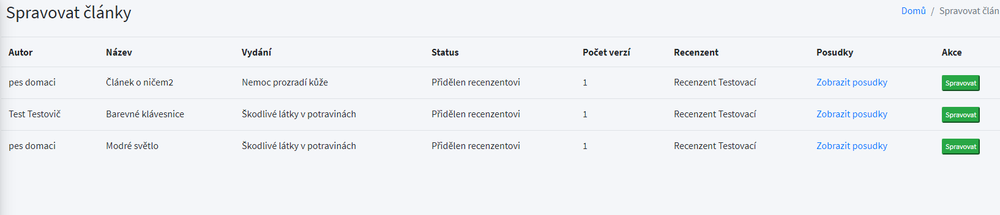 Spravovat články
Domů / Spravovat člán
Autor Název Vydání Status Počet verzí Recenzent Posudky Akce
pes domaci Článek o ničem2 Nemoc prozradí kůže Přidělen recenzentovi 1 Recenzent Testovací Zobrazit posudky Spravovat
Test Testovič Barevné klávesnice Škodlivé látky v potravinách Přidělen recenzentovi 1 Recenzent Testovací Zobrazit posudky Spravovat
pes domaci Modré světlo Škodlivé látky v potravinách Přidělen recenzentovi 1 Recenzent Testovací Zobrazit posudky Spravovat